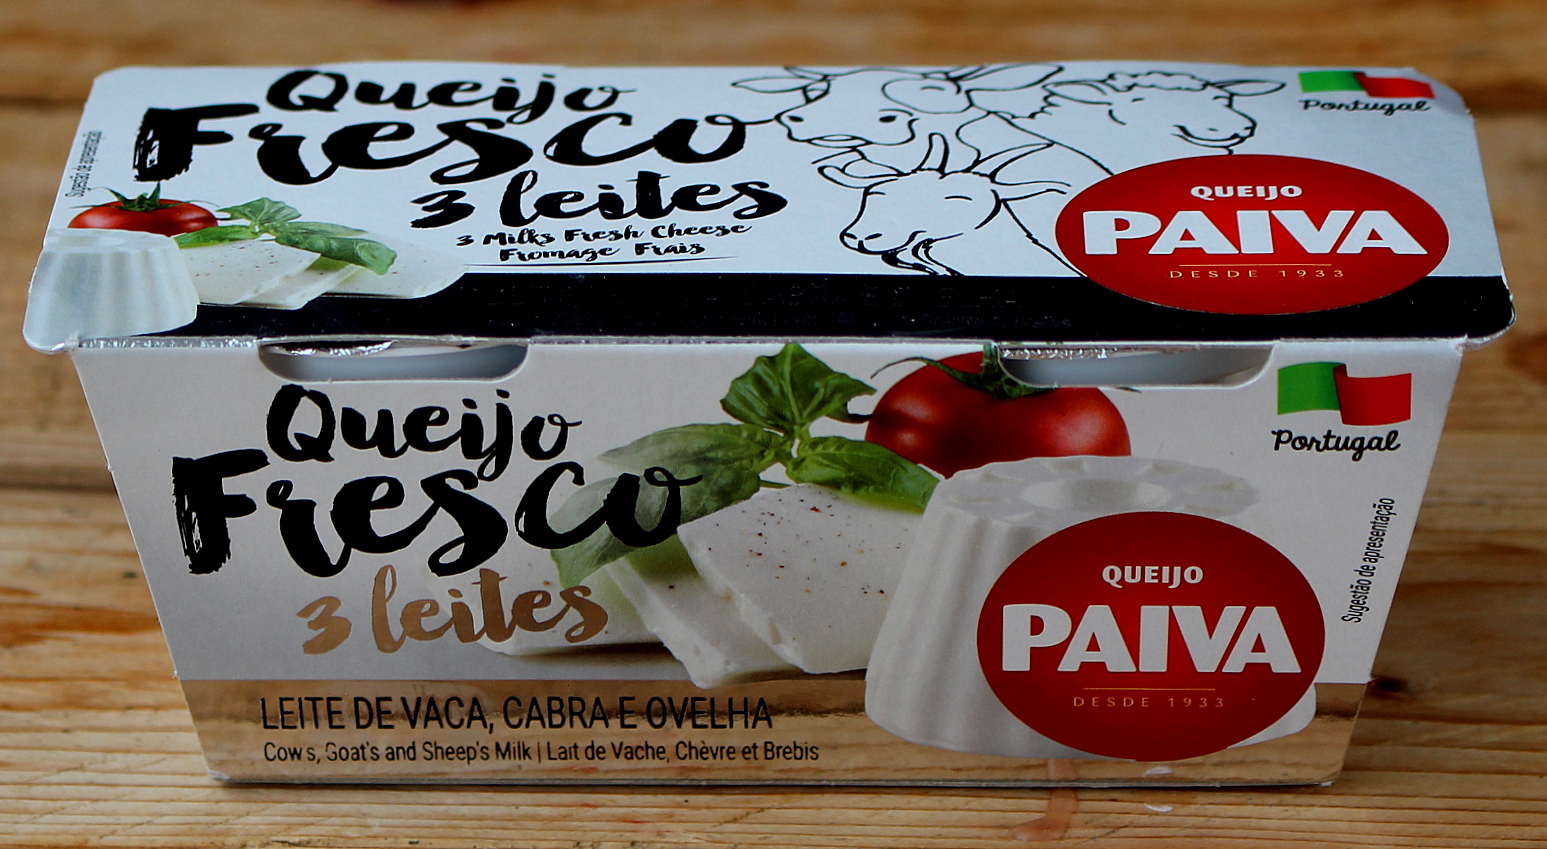 Queijo
Fresco
3 leites
3 Milks Fresh Cheese
Fromage Frais
Sugestão de apresentação
Portugal
QUEIJO
PAIVA
DESDE 1933
Queijo
Fresco
3 leites
LEITE DE VACA, CABRA E OVELHA
Cow's, Goat's and Sheep's Milk | Lait de Vache, Chèvre et Brebis
Portugal
Sugestão de apresentação
QUEIJO
PAIVA
DESDE 1933